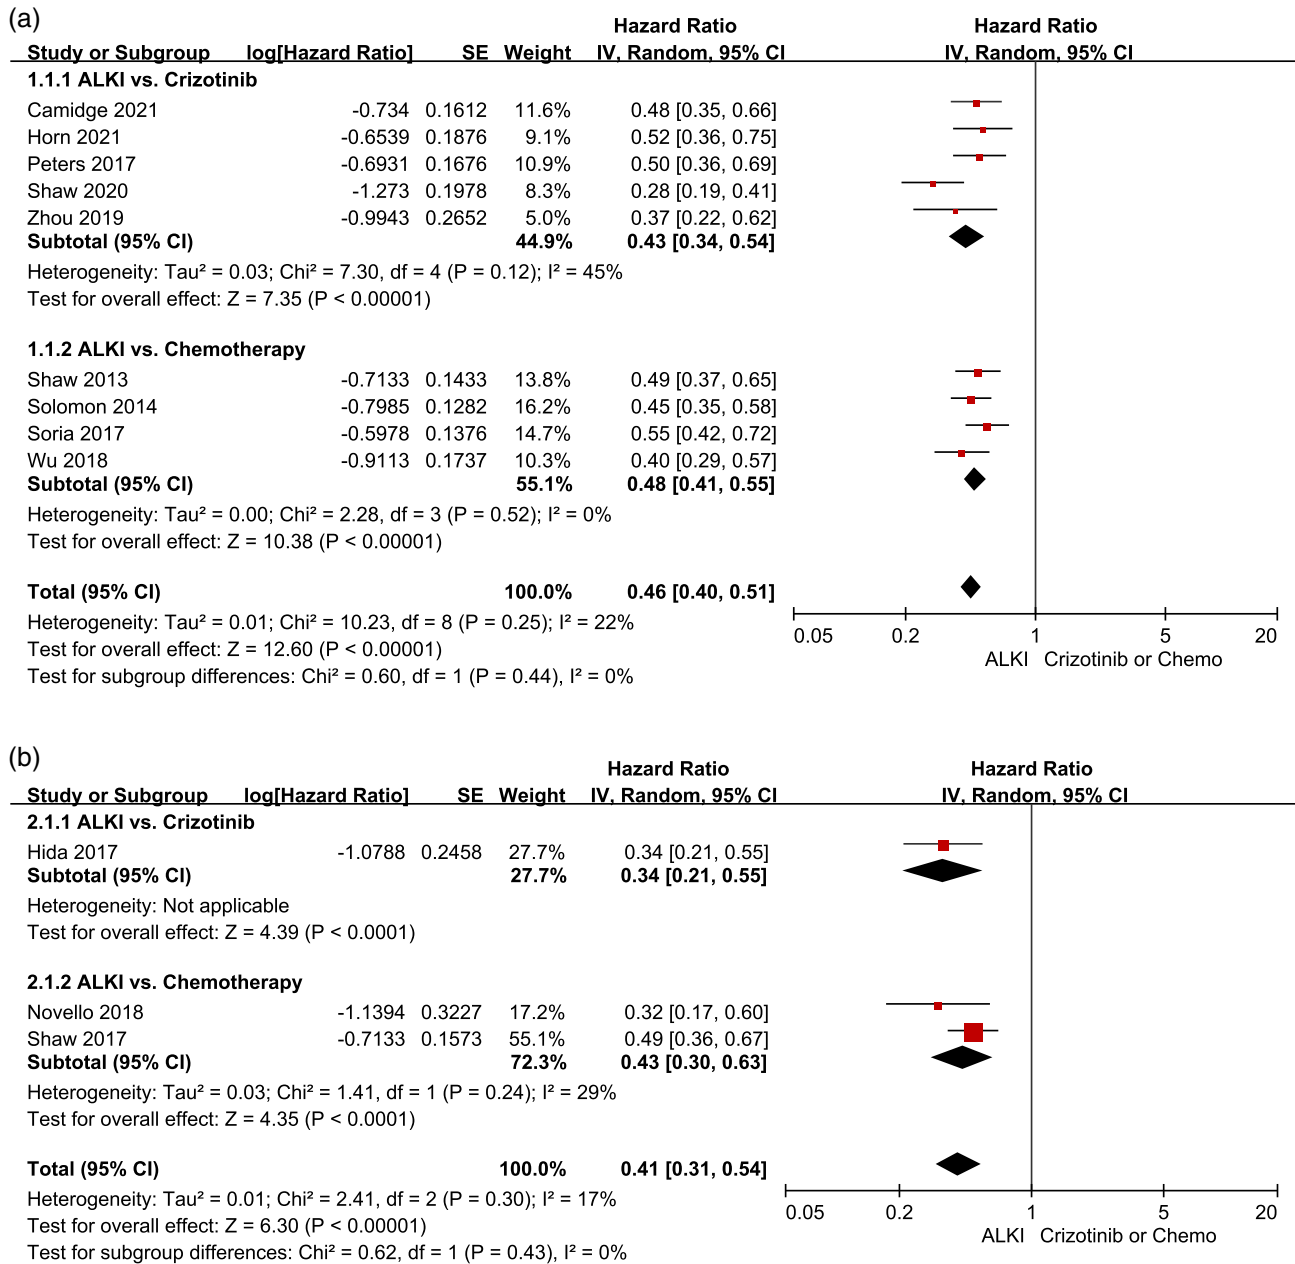 (a)
Hazard Ratio Hazard Ratio
Study or Subgroup log[Hazard Ratio] SE Weight IV, Random, 95% CI IV, Random, 95% CI
1.1.1 ALKI vs. Crizotinib
Camidge 2021 -0.734 0.1612 11.6% 0.48 [0.35, 0.66]
Horn 2021 -0.6539 0.1876 9.1% 0.52 [0.36, 0.75]
Peters 2017 -0.6931 0.1676 10.9% 0.50 [0.36, 0.69]
Shaw 2020 -1.273 0.1978 8.3% 0.28 [0.19, 0.41]
Zhou 2019 -0.9943 0.2652 5.0% 0.37 [0.22, 0.62]
Subtotal (95% CI) 44.9% 0.43 [0.34, 0.54]
Heterogeneity: Tau² = 0.03; Chi² = 7.30, df = 4 (P = 0.12); I² = 45%
Test for overall effect: Z = 7.35 (P < 0.00001)
1.1.2 ALKI vs. Chemotherapy
Shaw 2013 -0.7133 0.1433 13.8% 0.49 [0.37, 0.65]
Solomon 2014 -0.7985 0.1282 16.2% 0.45 [0.35, 0.58]
Soria 2017 -0.5978 0.1376 14.7% 0.55 [0.42, 0.72]
Wu 2018 -0.9113 0.1737 10.3% 0.40 [0.29, 0.57]
Subtotal (95% CI) 55.1% 0.48 [0.41, 0.55]
Heterogeneity: Tau² = 0.00; Chi² = 2.28, df = 3 (P = 0.52); I² = 0%
Test for overall effect: Z = 10.38 (P < 0.00001)
Total (95% CI) 100.0% 0.46 [0.40, 0.51]
Heterogeneity: Tau² = 0.01; Chi² = 10.23, df = 8 (P = 0.25); I² = 22%
Test for overall effect: Z = 12.60 (P < 0.00001)
Test for subgroup differences: Chi² = 0.60, df = 1 (P = 0.44), I² = 0%
0.05 0.2 1 5 20
ALKI Crizotinib or Chemo
(b)
Hazard Ratio Hazard Ratio
Study or Subgroup log[Hazard Ratio] SE Weight IV, Random, 95% CI IV, Random, 95% CI
2.1.1 ALKI vs. Crizotinib
Hida 2017 -1.0788 0.2458 27.7% 0.34 [0.21, 0.55]
Subtotal (95% CI) 27.7% 0.34 [0.21, 0.55]
Heterogeneity: Not applicable
Test for overall effect: Z = 4.39 (P < 0.0001)
2.1.2 ALKI vs. Chemotherapy
Novello 2018 -1.1394 0.3227 17.2% 0.32 [0.17, 0.60]
Shaw 2017 -0.7133 0.1573 55.1% 0.49 [0.36, 0.67]
Subtotal (95% CI) 72.3% 0.43 [0.30, 0.63]
Heterogeneity: Tau² = 0.03; Chi² = 1.41, df = 1 (P = 0.24); I² = 29%
Test for overall effect: Z = 4.35 (P < 0.0001)
Total (95% CI) 100.0% 0.41 [0.31, 0.54]
Heterogeneity: Tau² = 0.01; Chi² = 2.41, df = 2 (P = 0.30); I² = 17%
Test for overall effect: Z = 6.30 (P < 0.00001)
Test for subgroup differences: Chi² = 0.62, df = 1 (P = 0.43), I² = 0%
0.05 0.2 1 5 20
ALKI Crizotinib or Chemo